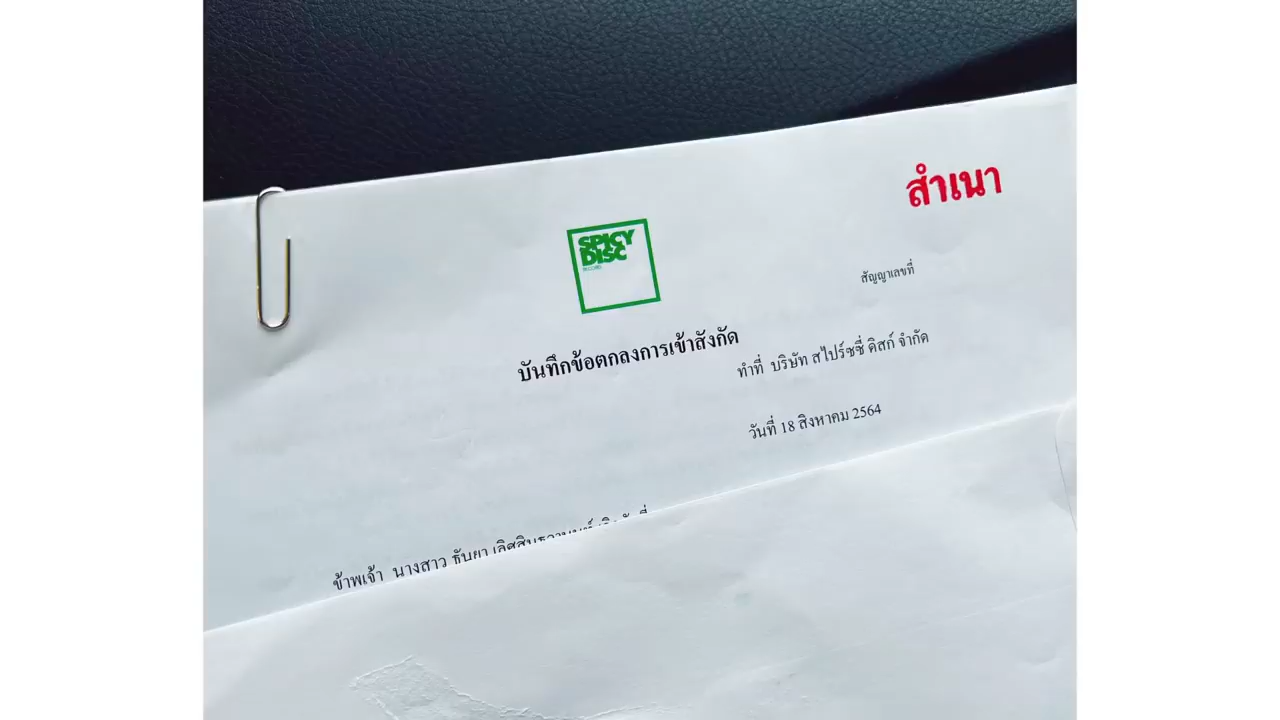 สำเนา
SPICY
DISC
สัญญาเลขที่
บันทึกข้อตกลงการเข้าสังกัด
ทำที่ บริษัท สไปร์ซซี่ ดิสก์ จำกัด
วันที่ 18 สิงหาคม 2564
ข้าพเจ้า นางสาว ธันยา